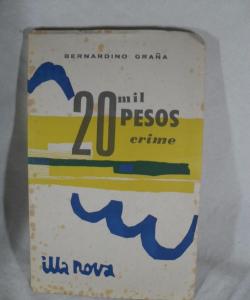 BERNARDINO GRAÑA
20 mil
PESOS
crime
illa nova